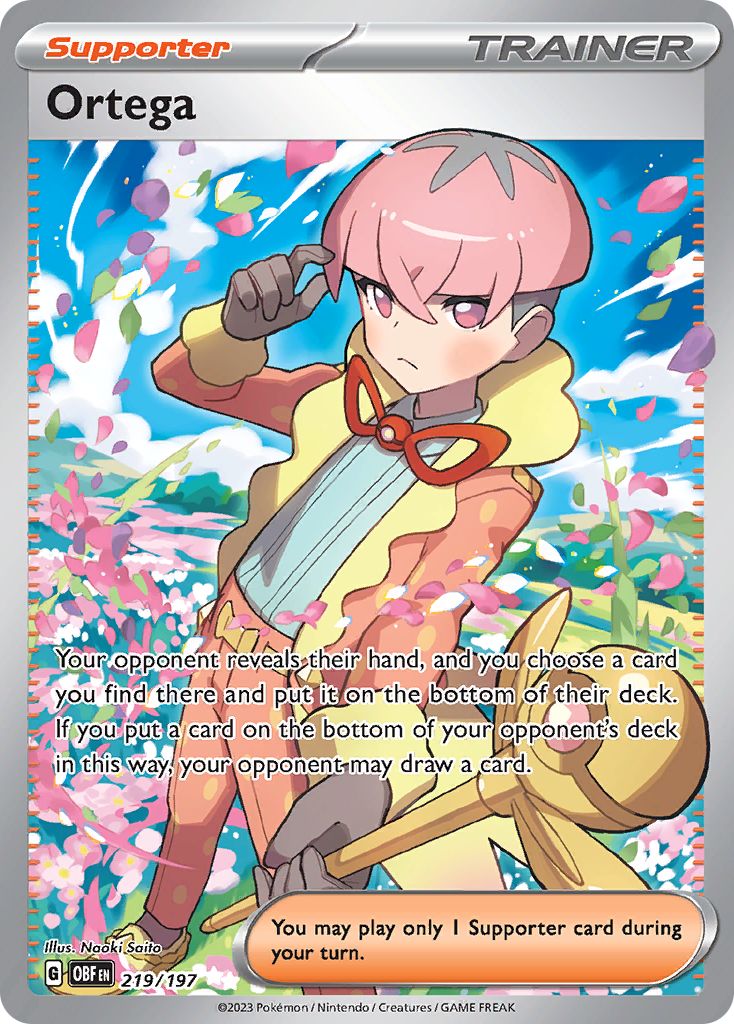 Supporter
TRAINER
Ortega
Your opponent reveals their hand, and you choose a card
you find there and put it on the bottom of their deck.
If you put a card on the bottom of your opponent's deck
in this way, your opponent may draw a card.
You may play only 1 Supporter card during
your turn.
Illus. Naoki Saito
G OBF EN 219/197
©2023 Pokémon / Nintendo / Creatures / GAME FREAK